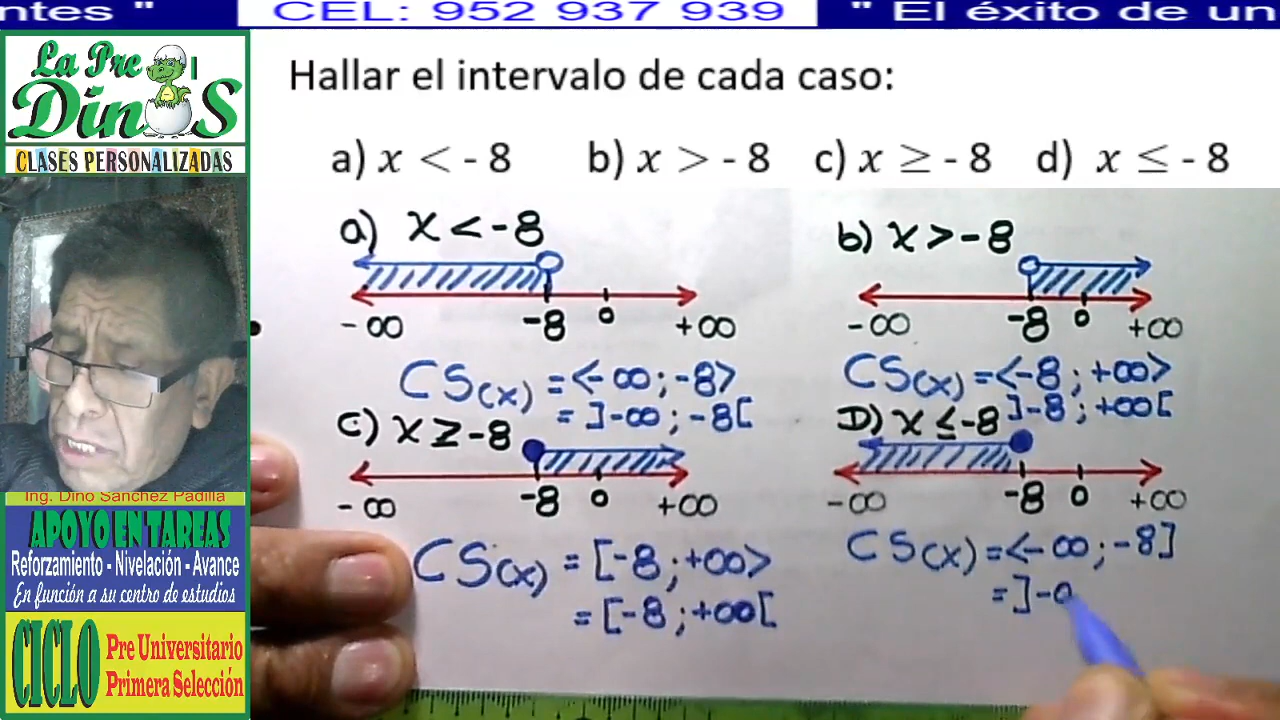 ntes " CEL: 952 937 939 " El éxito de un
La Pre
DinoS
CLASES PERSONALIZADAS
Ing. Dino Sanchez Padilla
APOYO EN TAREAS
Reforzamiento - Nivelación - Avance
En función a su centro de estudios
CICLO Pre Universitario
Primera Selección
Hallar el intervalo de cada caso:
a) x < - 8 b) x > - 8 c) x ≥ - 8 d) x ≤ - 8
a) x < -8
-∞ -8 0 +∞
CS(x) = <-∞ ; -8>
= ]-∞ ; -8[
b) x > -8
-∞ -8 0 +∞
CS(x) = <-8 ; +∞>
]-8 ; +∞[
C) x ≥ -8
-∞ -8 0 +∞
CS(x) = [-8 ; +∞>
= [-8 ; +∞[
D) x ≤ -8
-∞ -8 0 +∞
CS(x) = <-∞ ; -8]
= ]-